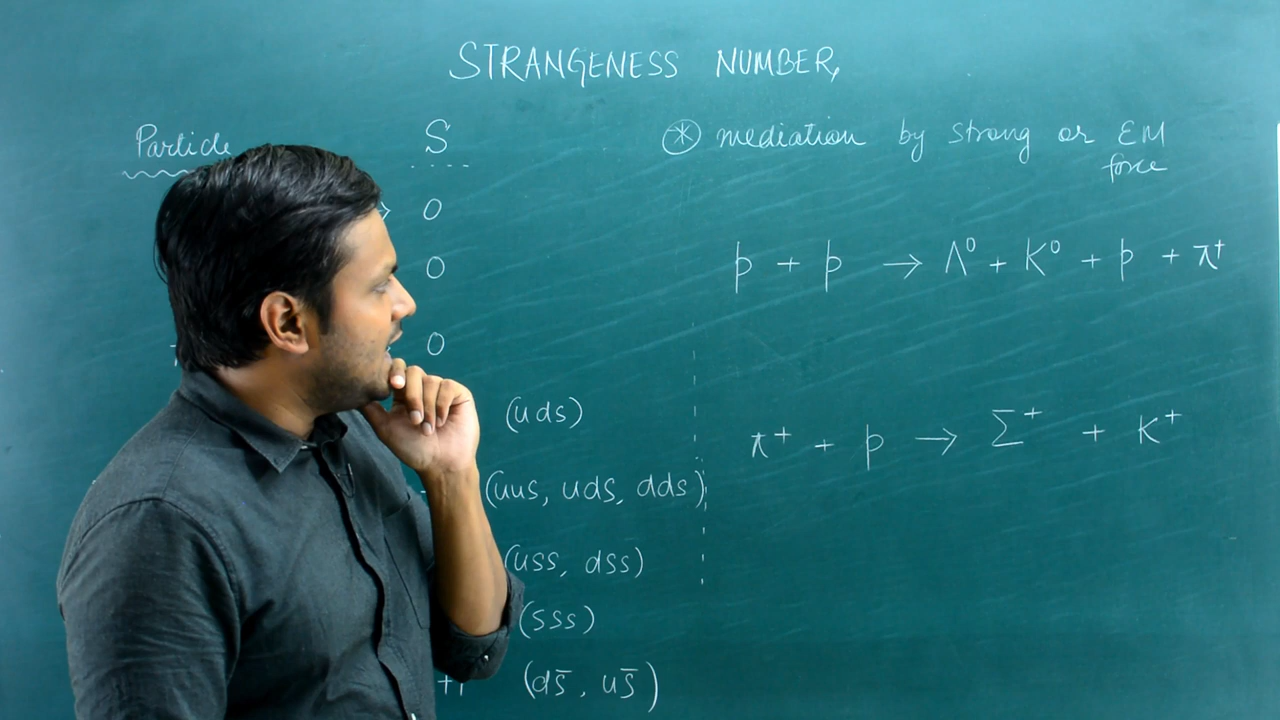 STRANGENESS NUMBER,
Particle S
0
0
0
(uds)
(uus, uds, dds)
(uss, dss)
(sss)
+1 (ds̄, us̄)
⊛ mediation by strong or EM
force
p + p → Λ⁰ + K⁰ + p + π⁺
π⁺ + p → Σ⁺ + K⁺